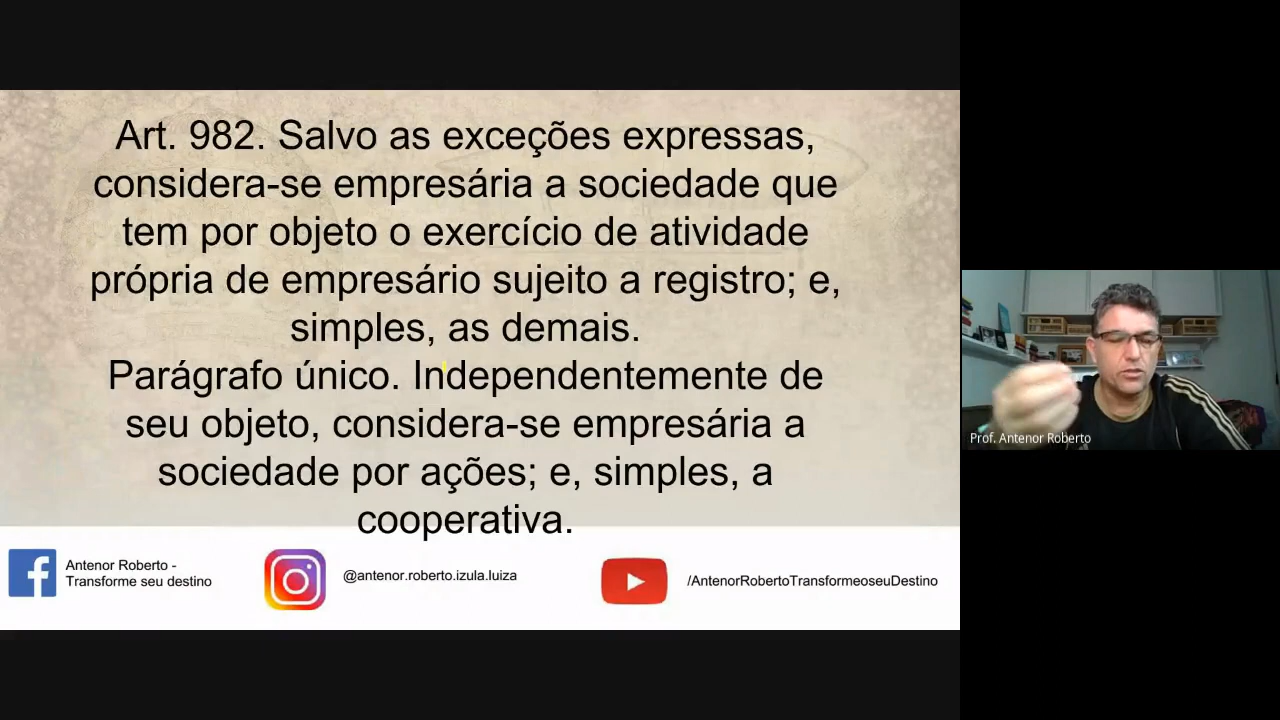 Art. 982. Salvo as exceções expressas,
considera-se empresária a sociedade que
tem por objeto o exercício de atividade
própria de empresário sujeito a registro; e,
simples, as demais.
Parágrafo único. Independentemente de
seu objeto, considera-se empresária a
sociedade por ações; e, simples, a
cooperativa.
Antenor Roberto -
Transforme seu destino
@antenor.roberto.izula.luiza
/AntenorRobertoTransformeoseuDestino
Prof. Antenor Roberto